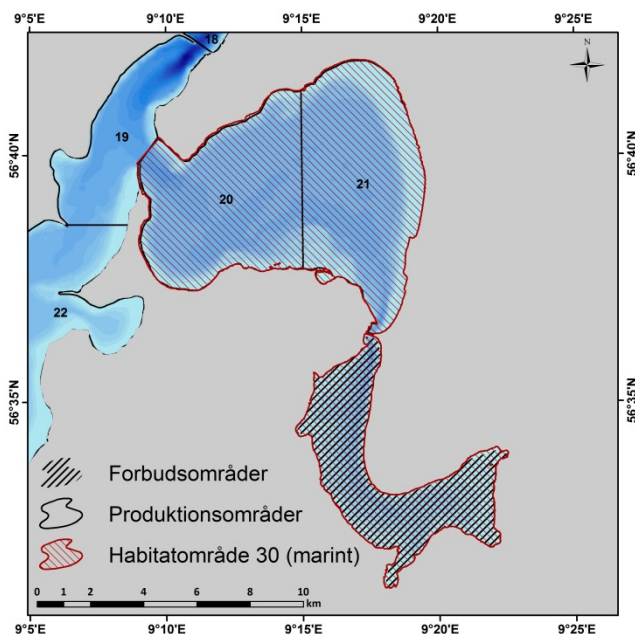 9°5'E 9°10'E 9°15'E 9°20'E 9°25'E
N
18
19
56°40'N 56°40'N
20 21
22
56°35'N 56°35'N
Forbudsområder
Produktionsområder
Habitatområde 30 (marint)
0 1 2 4 6 8 10
km
9°5'E 9°10'E 9°15'E 9°20'E 9°25'E